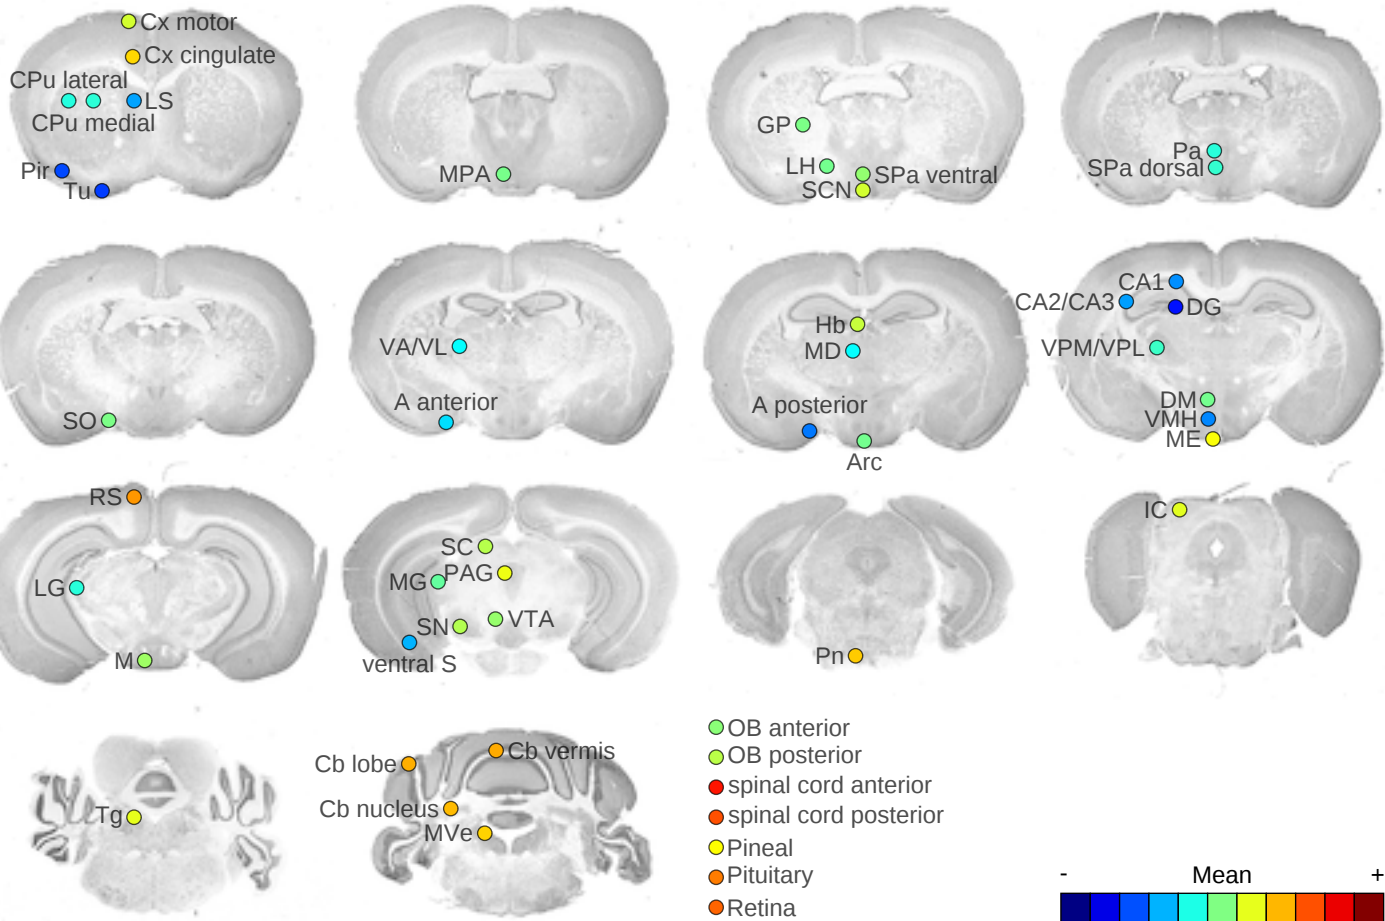 Cx motor
Cx cingulate
CPu lateral
LS
CPu medial
Pir
Tu
MPA
GP
LH
SPa ventral
SCN
Pa
SPa dorsal
SO
VA/VL
A anterior
Hb
MD
A posterior
Arc
CA1
CA2/CA3
DG
VPM/VPL
DM
VMH
ME
RS
LG
M
SC
MG
PAG
SN
VTA
ventral S
Pn
IC
Tg
Cb lobe
Cb vermis
Cb nucleus
MVe
OB anterior
OB posterior
spinal cord anterior
spinal cord posterior
Pineal
Pituitary
Retina
- Mean +